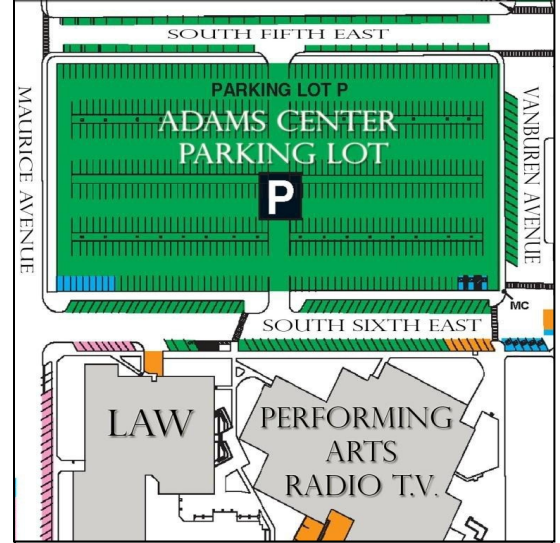 SOUTH FIFTH EAST
PARKING LOT P
ADAMS CENTER
PARKING LOT
P
MAURICE AVENUE
VANBUREN AVENUE
MC
SOUTH SIXTH EAST
LAW
PERFORMING
ARTS
RADIO T.V.